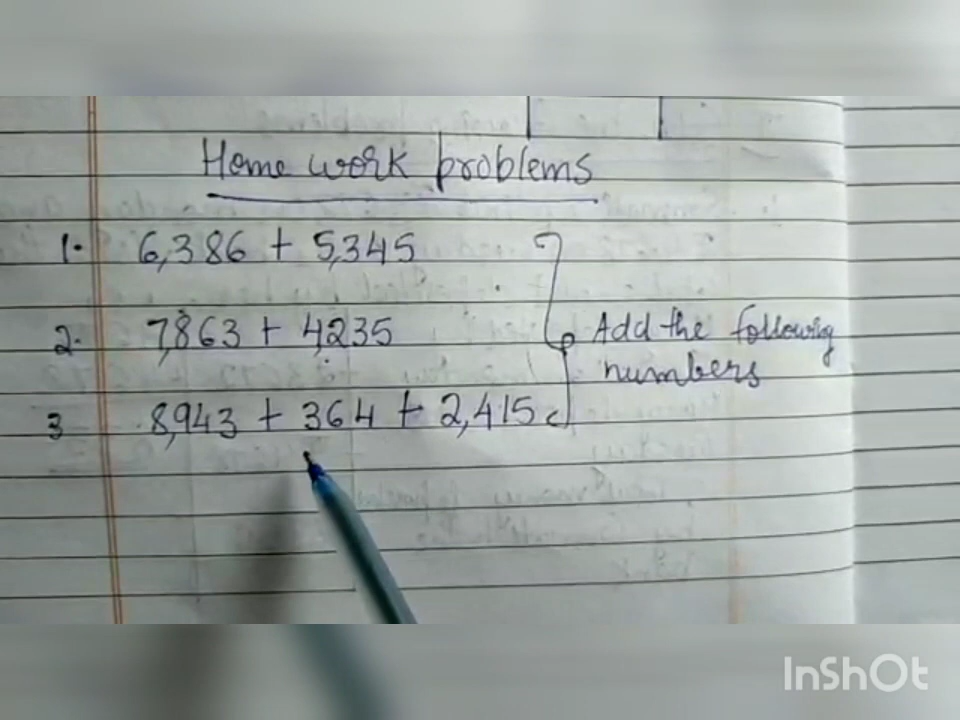 Home work problems
1. 6,386 + 5,345
2. 7,863 + 4,235
Add the following
numbers
3 8,943 + 364 + 2,415
InShOt